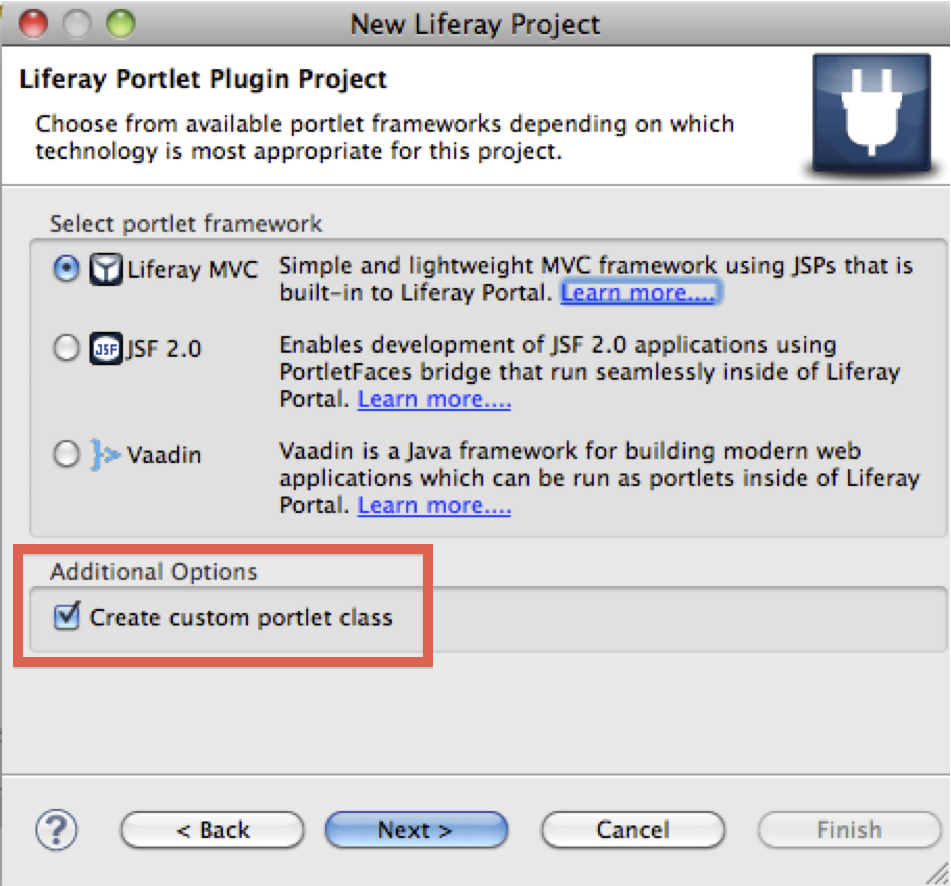 New Liferay Project
Liferay Portlet Plugin Project
Choose from available portlet frameworks depending on which
technology is most appropriate for this project.
Select portlet framework
Liferay MVC
Simple and lightweight MVC framework using JSPs that is
built-in to Liferay Portal. Learn more....
JSF
JSF 2.0
Enables development of JSF 2.0 applications using
PortletFaces bridge that run seamlessly inside of Liferay
Portal. Learn more....
Vaadin
Vaadin is a Java framework for building modern web
applications which can be run as portlets inside of Liferay
Portal. Learn more....
Additional Options
Create custom portlet class
?
< Back
Next >
Cancel
Finish